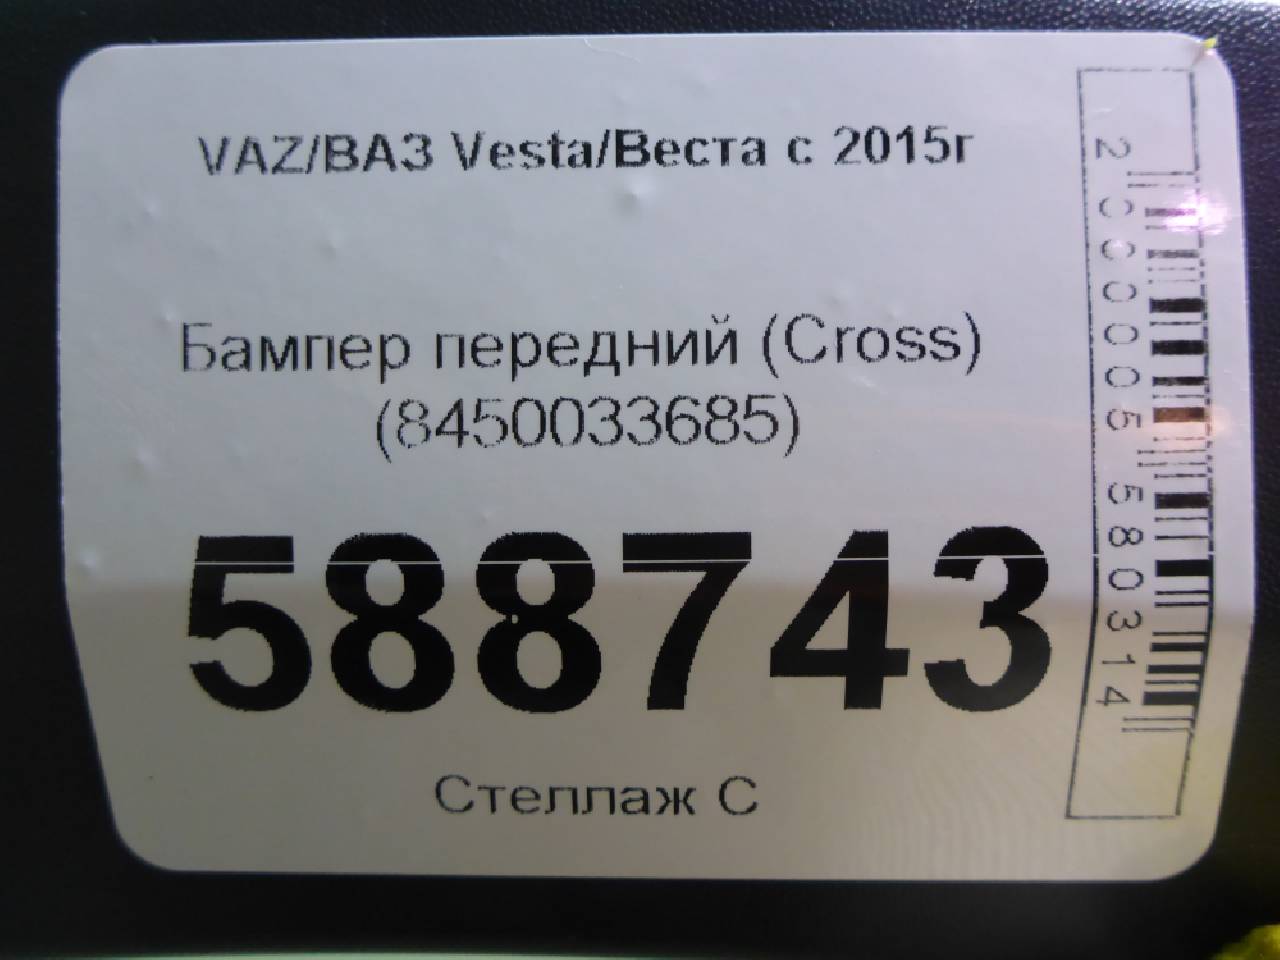 VAZ/ВАЗ Vesta/Веста с 2015г
Бампер передний (Cross)
(8450033685)
588743
Стеллаж С
2000005580314